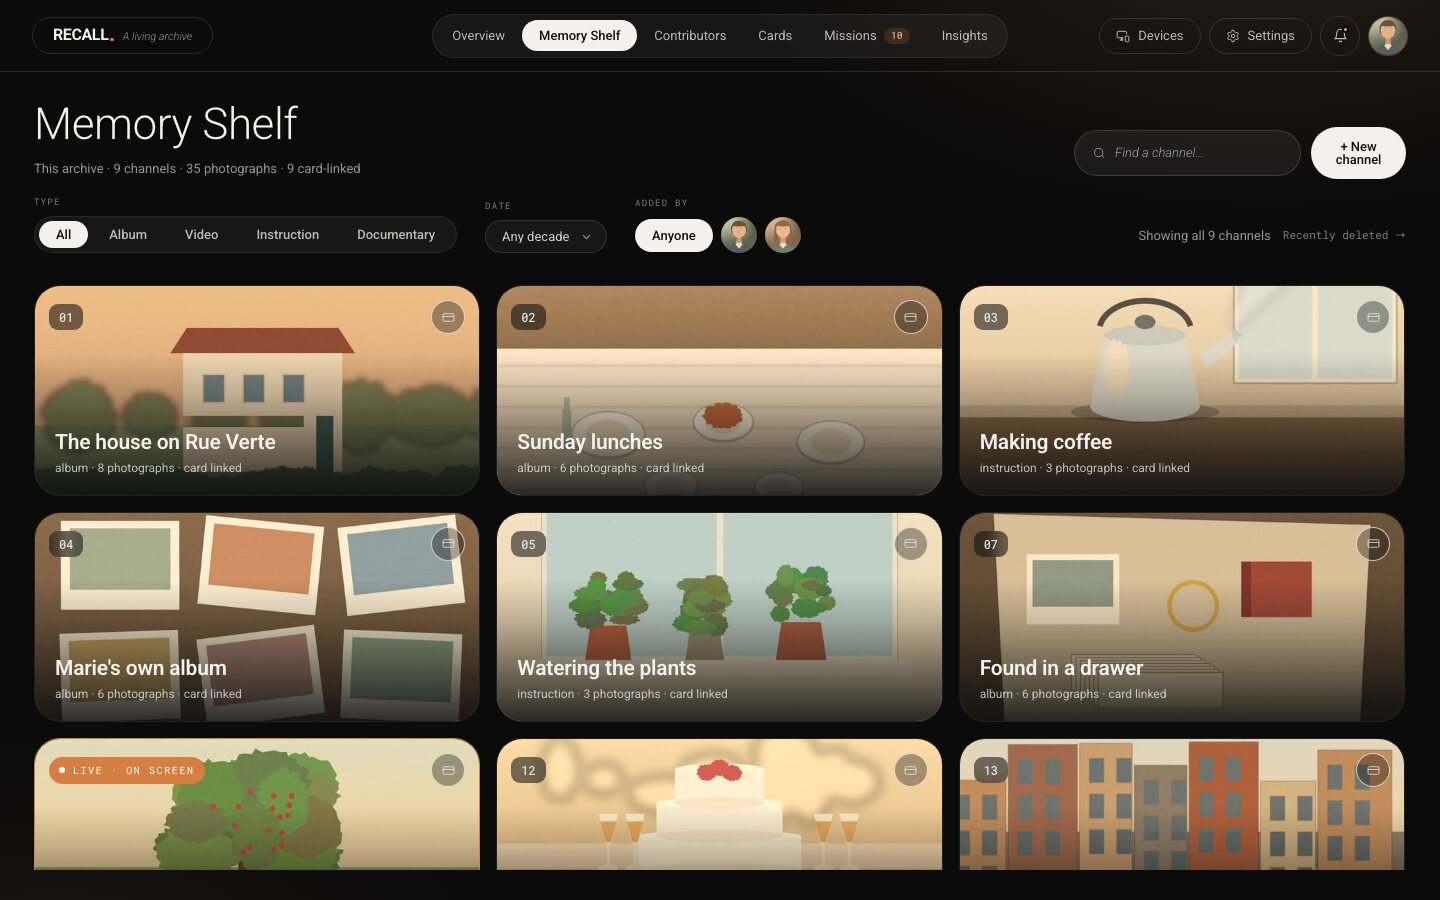 RECALL. A living archive
Overview
Memory Shelf
Contributors
Cards
Missions 10
Insights
Devices
Settings
Memory Shelf
This archive · 9 channels · 35 photographs · 9 card-linked
Find a channel...
+ New
channel
TYPE
All
Album
Video
Instruction
Documentary
DATE
Any decade
ADDED BY
Anyone
Showing all 9 channels
Recently deleted →
01
The house on Rue Verte
album · 8 photographs · card linked
02
Sunday lunches
album · 6 photographs · card linked
03
Making coffee
instruction · 3 photographs · card linked
04
Marie's own album
album · 6 photographs · card linked
05
Watering the plants
instruction · 3 photographs · card linked
07
Found in a drawer
album · 6 photographs · card linked
LIVE · ON SCREEN
12
13